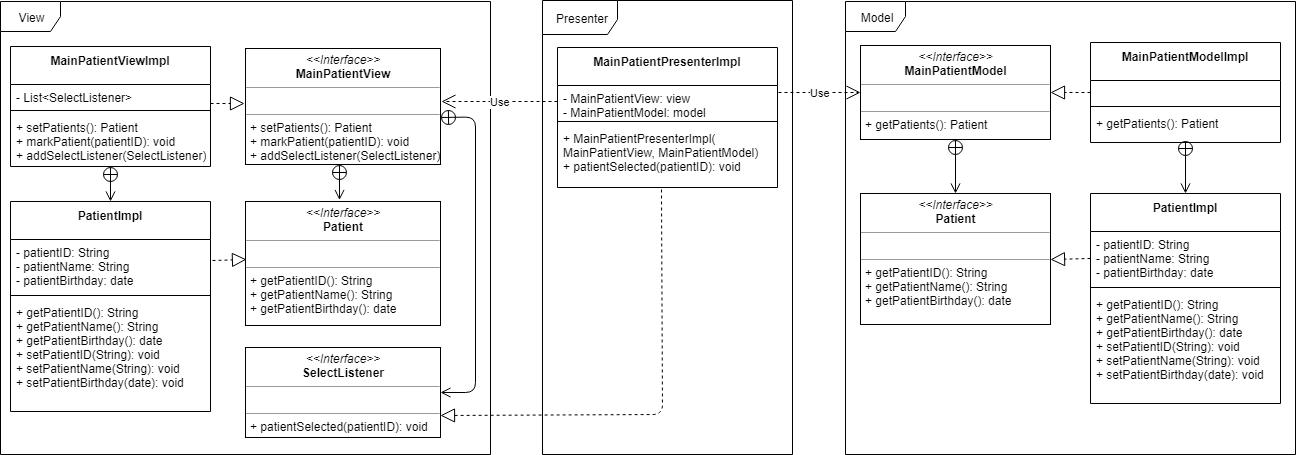 View
MainPatientViewImpl
- List<SelectListener>
+ setPatients(): Patient
+ markPatient(patientID): void
+ addSelectListener(SelectListener)
<<Interface>>
MainPatientView
+ setPatients(): Patient
+ markPatient(patientID): void
+ addSelectListener(SelectListener)
PatientImpl
- patientID: String
- patientName: String
- patientBirthday: date
+ getPatientID(): String
+ getPatientName(): String
+ getPatientBirthday(): date
+ setPatientID(String): void
+ setPatientName(String): void
+ setPatientBirthday(date): void
<<Interface>>
Patient
+ getPatientID(): String
+ getPatientName(): String
+ getPatientBirthday(): date
<<Interface>>
SelectListener
+ patientSelected(patientID): void
Use
Presenter
MainPatientPresenterImpl
- MainPatientView: view
- MainPatientModel: model
+ MainPatientPresenterImpl(
MainPatientView, MainPatientModel)
+ patientSelected(patientID): void
Use
Model
<<Interface>>
MainPatientModel
+ getPatients(): Patient
MainPatientModelImpl
+ getPatients(): Patient
<<Interface>>
Patient
+ getPatientID(): String
+ getPatientName(): String
+ getPatientBirthday(): date
PatientImpl
- patientID: String
- patientName: String
- patientBirthday: date
+ getPatientID(): String
+ getPatientName(): String
+ getPatientBirthday(): date
+ setPatientID(String): void
+ setPatientName(String): void
+ setPatientBirthday(date): void